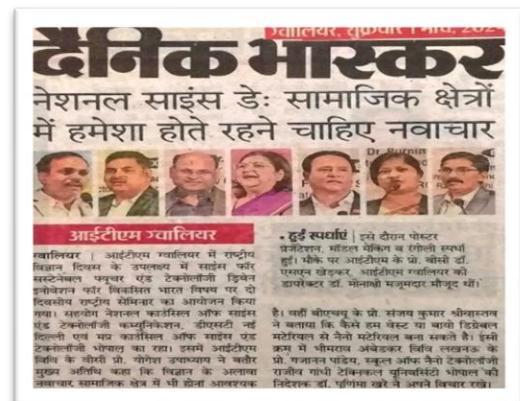 ग्वालियर, शुक्रवार 1 मार्च, 2024
दैनिक भास्कर
नेशनल साइंस डे: सामाजिक क्षेत्रों
में हमेशा होते रहने चाहिए नवाचार
आईटीएम ग्वालियर
ग्वालियर | आईटीएम ग्वालियर में राष्ट्रीय
विज्ञान दिवस के उपलक्ष्य में साइंस फॉर
सस्टेनेबल फ्यूचर एंड टेक्नोलॉजी ड्रिवेन
इनोवेशन फॉर विकसित भारत विषय पर दो
दिवसीय राष्ट्रीय सेमिनार का आयोजन किया
गया। सहयोग नेशनल काउंसिल ऑफ साइंस
एंड टेक्नोलॉजी कम्युनिकेशन, डीएसटी नई
दिल्ली एवं मप्र काउंसिल ऑफ साइंस एंड
टेक्नोलॉजी भोपाल का रहा। इसमें आईटीएम
विवि के वीसी प्रो. योगेश उपाध्याय ने बतौर
मुख्य अतिथि कहा कि विज्ञान के अलावा
नवाचार सामाजिक क्षेत्र में भी होना आवश्यक
• हुईं स्पर्धाएं | इसे दौरान पोस्टर
प्रेजेंटेशन, मॉडल मेकिंग व रंगोली स्पर्धा
हुईं। मौके पर आईटीएम के प्रो. वीसी डॉ.
एसएन खेड़कर, आईटीएम ग्वालियर की
डायरेक्टर डॉ. मीनाक्षी मजूमदार मौजूद थीं।
है। वहीं बीएचयू के प्रो. संजय कुमार श्रीवास्तव
ने बताया कि कैसे हम वेस्ट या बायो डिग्रेबल
मटेरियल से नैनो मटेरियल बना सकते है। इसी
क्रम में भीमराव अंबेडकर विवि लखनऊ के
प्रो. गजानन पांडेय, स्कूल ऑफ नैनो टेक्नोलॉजी
राजीव गांधी टेक्निकल यूनिवर्सिटी भोपाल की
निदेशक डॉ. पूर्णिमा खरे ने अपने विचार रखे।